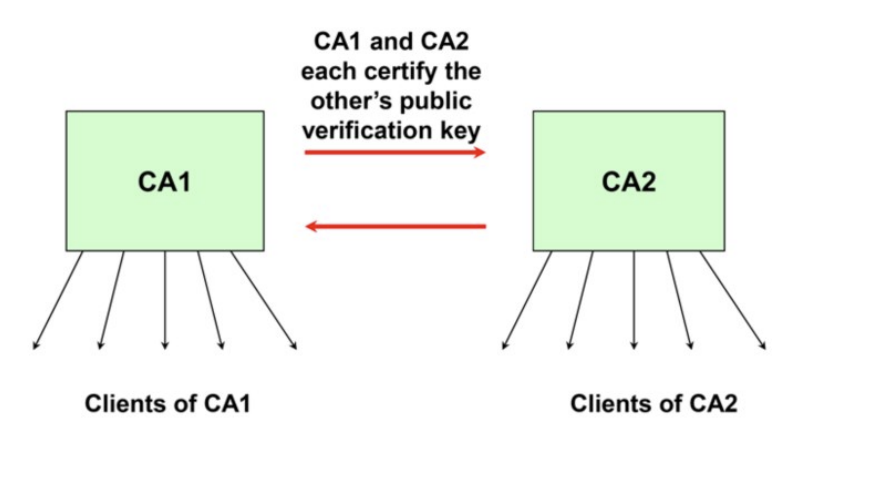 CA1 and CA2
each certify the
other’s public
verification key
CA1
CA2
Clients of CA1
Clients of CA2